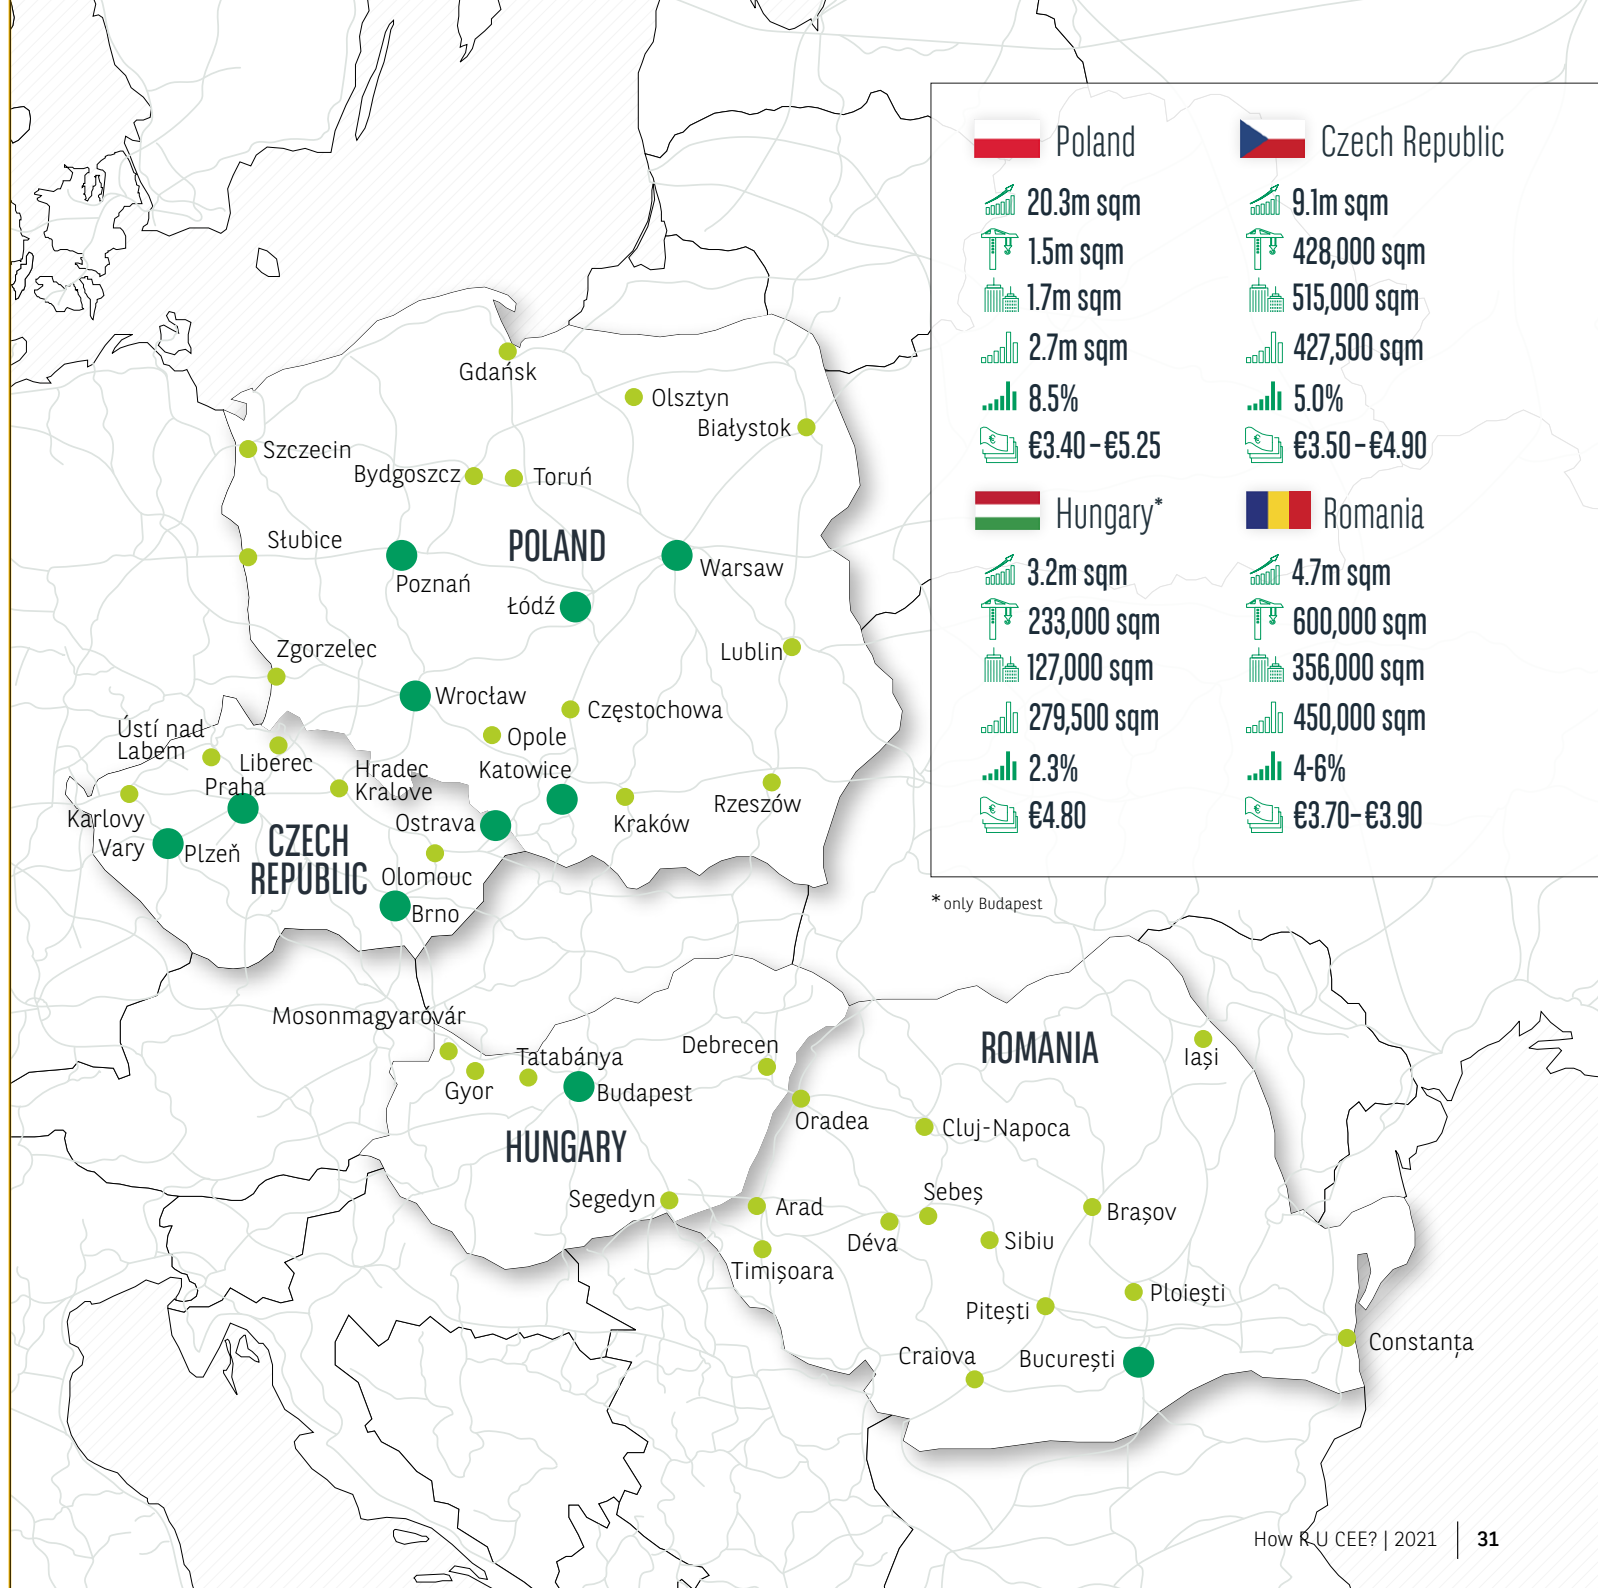 Poland
20.3m sqm
1.5m sqm
1.7m sqm
2.7m sqm
8.5%
€3.40 – €5.25
Czech Republic
9.1m sqm
428,000 sqm
515,000 sqm
427,500 sqm
5.0%
€3.50 – €4.90
Hungary*
3.2m sqm
233,000 sqm
127,000 sqm
279,500 sqm
2.3%
€4.80
Romania
4.7m sqm
600,000 sqm
356,000 sqm
450,000 sqm
4-6%
€3.70– €3.90
* only Budapest
Gdańsk
Olsztyn
Białystok
Szczecin
Bydgoszcz
Toruń
Słubice
POLAND
Poznań
Warsaw
Łódź
Zgorzelec
Lublin
Wrocław
Częstochowa
Opole
Katowice
Kraków
Rzeszów
Ústí nad
Labem
Liberec
Praha
Hradec
Kralove
Karlovy
Vary
Plzeň
CZECH
REPUBLIC
Ostrava
Olomouc
Brno
Mosonmagyaróvár
Gyor
Tatabánya
Budapest
Debrecen
HUNGARY
Segedyn
ROMANIA
Iași
Oradea
Cluj-Napoca
Arad
Timișoara
Déva
Sebeș
Sibiu
Brașov
Pitești
Ploiești
Craiova
București
Constanța
How R U CEE? | 2021
31